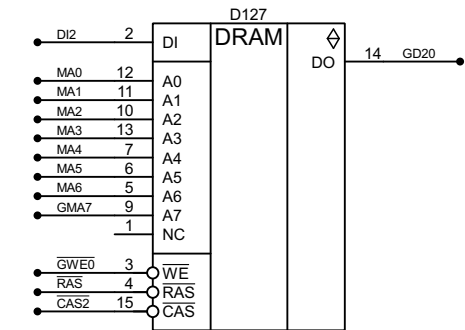 D127
DI2 2 DI DRAM DO 14 GD20
MA0 12 A0
MA1 11 A1
MA2 10 A2
MA3 13 A3
MA4 7 A4
MA5 6 A5
MA6 5 A6
GMA7 9 A7
1 NC
GWE0 3 WE
RAS 4 RAS
CAS2 15 CAS